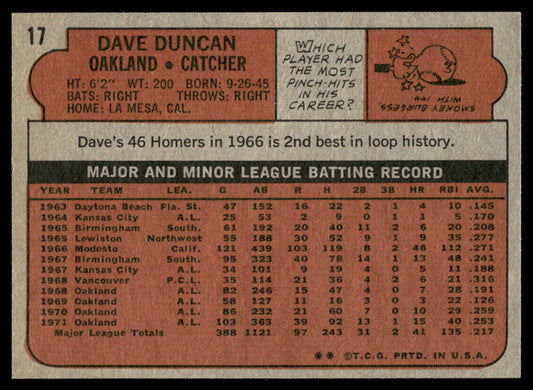 17
DAVE DUNCAN
OAKLAND • CATCHER
HT: 6'2" WT: 200 BORN: 9-26-45
BATS: RIGHT THROWS: RIGHT
HOME: LA MESA, CAL.
WHICH
PLAYER HAD
THE MOST
PINCH-HITS
IN HIS
CAREER?
SMOKEY BURGESS
WITH 144
Dave's 46 Homers in 1966 is 2nd best in loop history.
MAJOR AND MINOR LEAGUE BATTING RECORD
YEAR TEAM LEA. G AB R H 2B 3B HR RBI AVG.
1963 Daytona Beach Fla. St. 47 152 16 22 2 1 4 10 .145
1964 Kansas City A.L. 25 53 2 9 0 1 1 5 .170
1965 Birmingham South. 61 192 20 40 11 2 2 20 .208
1965 Lewiston Northwest 55 188 30 52 9 1 9 35 .277
1966 Modesto Calif. 121 439 103 119 8 2 46 112 .271
1967 Birmingham South. 95 323 40 78 14 1 13 48 .241
1967 Kansas City A.L. 34 101 9 19 4 0 5 11 .188
1968 Vancouver P.C.L. 35 114 21 36 4 2 6 22 .316
1968 Oakland A.L. 82 246 15 47 4 0 7 28 .191
1969 Oakland A.L. 58 127 11 16 3 0 3 22 .126
1970 Oakland A.L. 86 232 21 60 7 0 10 29 .259
1971 Oakland A.L. 103 363 39 92 13 1 15 40 .253
Major League Totals 388 1121 97 243 31 2 41 135 .217
** ©T.C.G. PRTD. IN U.S.A.